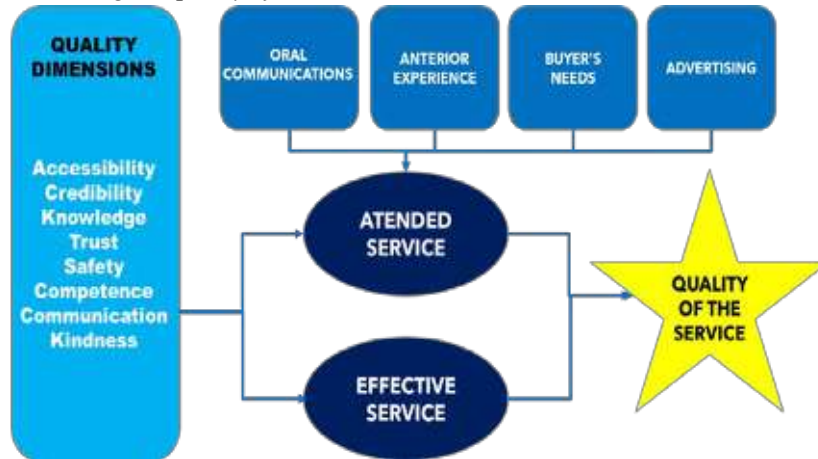 QUALITY
DIMENSIONS
Accessibility
Credibility
Knowledge
Trust
Safety
Competence
Communication
Kindness
ORAL
COMMUNICATIONS
ANTERIOR
EXPERIENCE
BUYER'S
NEEDS
ADVERTISING
ATENDED
SERVICE
EFFECTIVE
SERVICE
QUALITY
OF THE
SERVICE